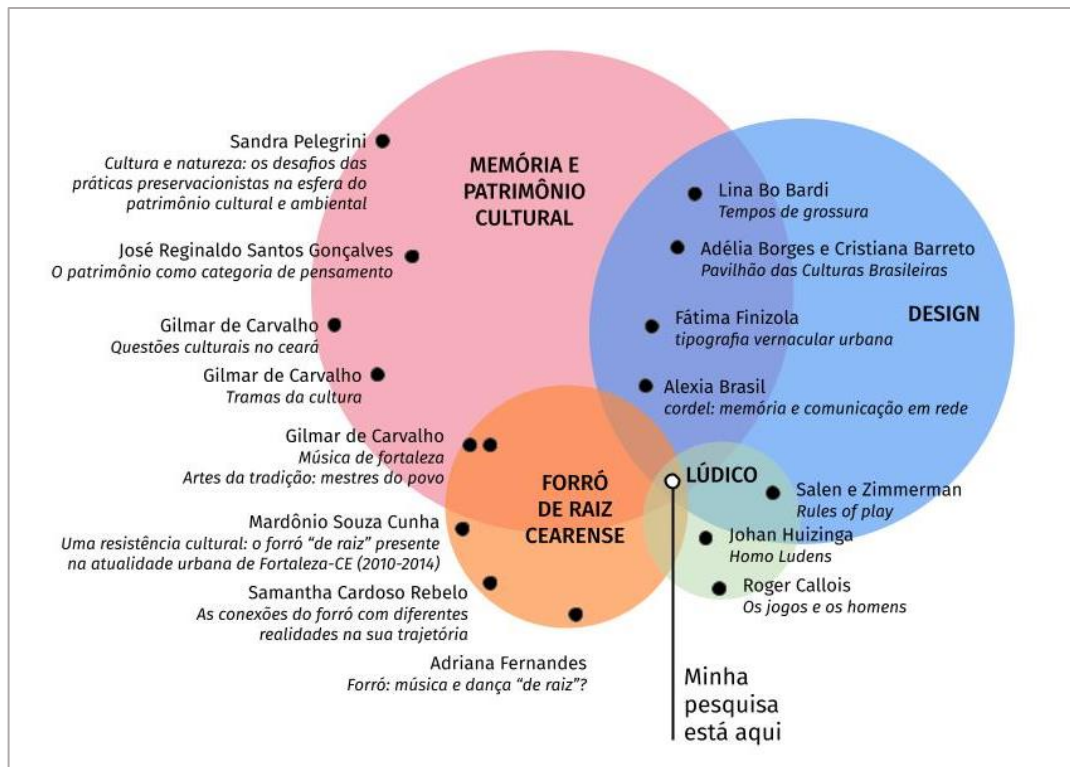 Sandra Pelegrini
Cultura e natureza: os desafios das
práticas preservacionistas na esfera do
patrimônio cultural e ambiental
José Reginaldo Santos Gonçalves
O patrimônio como categoria de pensamento
Gilmar de Carvalho
Questões culturais no ceará
Gilmar de Carvalho
Tramas da cultura
Gilmar de Carvalho
Música de fortaleza
Artes da tradição: mestres do povo
Mardônio Souza Cunha
Uma resistência cultural: o forró “de raiz” presente
na atualidade urbana de Fortaleza-CE (2010-2014)
Samantha Cardoso Rebelo
As conexões do forró com diferentes
realidades na sua trajetória
Adriana Fernandes
Forró: música e dança “de raiz”?
MEMÓRIA E
PATRIMÔNIO
CULTURAL
FORRÓ
DE RAIZ
CEARENSE
Lina Bo Bardi
Tempos de grossura
Adélia Borges e Cristiana Barreto
Pavilhão das Culturas Brasileiras
DESIGN
Fátima Finizola
tipografia vernacular urbana
Alexia Brasil
cordel: memória e comunicação em rede
LÚDICO
Salen e Zimmerman
Rules of play
Johan Huizinga
Homo Ludens
Roger Callois
Os jogos e os homens
Minha
pesquisa
está aqui